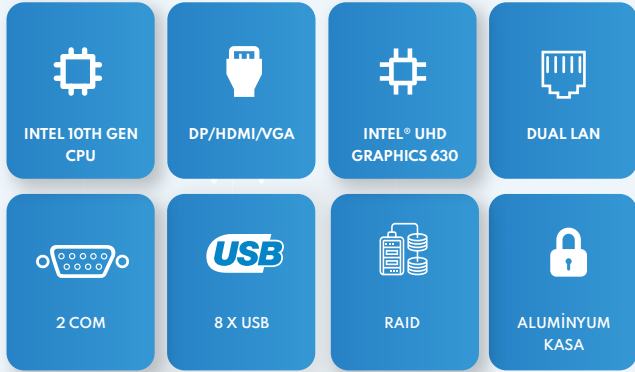 INTEL 10TH GEN
CPU
DP/HDMI/VGA
INTEL® UHD
GRAPHICS 630
DUAL LAN
2 COM
USB
8 X USB
RAID
ALUMİNYUM
KASA